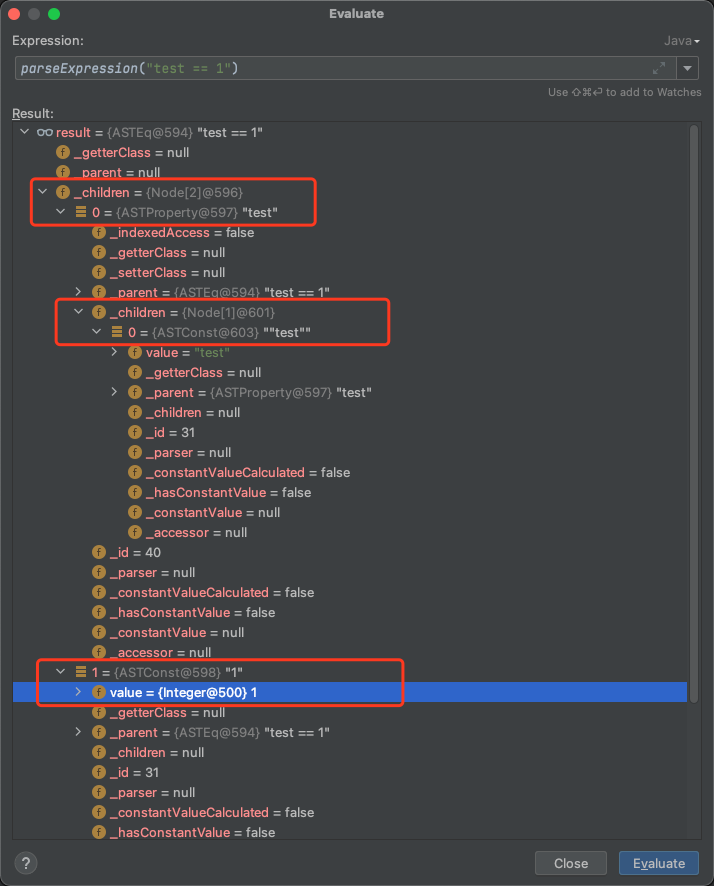 Evaluate
Expression:
Java
parseExpression("test == 1")
Use ⇧⌘⏎ to add to Watches
Result:
result = {ASTEq@594} "test == 1"
f _getterClass = null
f _parent = null
f _children = {Node[2]@596}
0 = {ASTProperty@597} "test"
f _indexedAccess = false
f _getterClass = null
f _setterClass = null
f _parent = {ASTEq@594} "test == 1"
f _children = {Node[1]@601}
0 = {ASTConst@603} ""test""
f value = "test"
f _getterClass = null
f _parent = {ASTProperty@597} "test"
f _children = null
f _id = 31
f _parser = null
f _constantValueCalculated = false
f _hasConstantValue = false
f _constantValue = null
f _accessor = null
f _id = 40
f _parser = null
f _constantValueCalculated = false
f _hasConstantValue = false
f _constantValue = null
f _accessor = null
1 = {ASTConst@598} "1"
f value = {Integer@500} 1
f _getterClass = null
f _parent = {ASTEq@594} "test == 1"
f _children = null
f _id = 31
f _parser = null
f _constantValueCalculated = false
f _hasConstantValue = false
?
Close
Evaluate